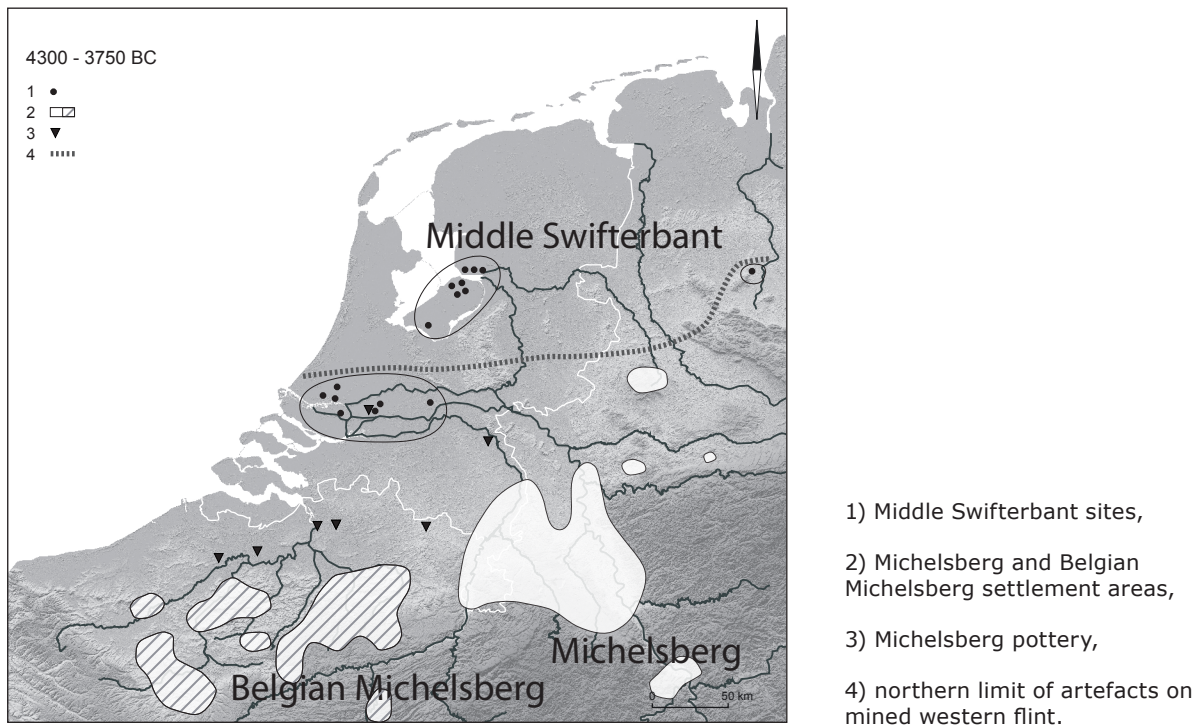 4300 - 3750 BC
1
2
3
4
Middle Swifterbant
Michelsberg
Belgian Michelsberg
0 50 km
1) Middle Swifterbant sites,
2) Michelsberg and Belgian
Michelsberg settlement areas,
3) Michelsberg pottery,
4) northern limit of artefacts on
mined western flint.